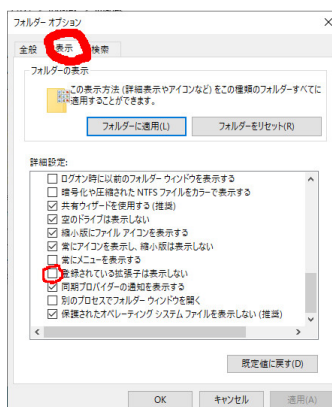 フォルダー オプション
全般 表示 検索
フォルダーの表示
この表示方法 (詳細表示やアイコンなど) をこの種類のフォルダーすべてに
適用することができます。
フォルダーに適用(L) フォルダーをリセット(R)
詳細設定:
ログオン時に以前のフォルダー ウィンドウを表示する
暗号化や圧縮された NTFS ファイルをカラーで表示する
共有ウィザードを使用する (推奨)
空のドライブは表示しない
縮小版にファイル アイコンを表示する
常にアイコンを表示し、縮小版は表示しない
常にメニューを表示する
登録されている拡張子は表示しない
同期プロバイダーの通知を表示する
別のプロセスでフォルダー ウィンドウを開く
保護されたオペレーティング システム ファイルを表示しない (推奨)
既定値に戻す(D)
OK キャンセル 適用(A)